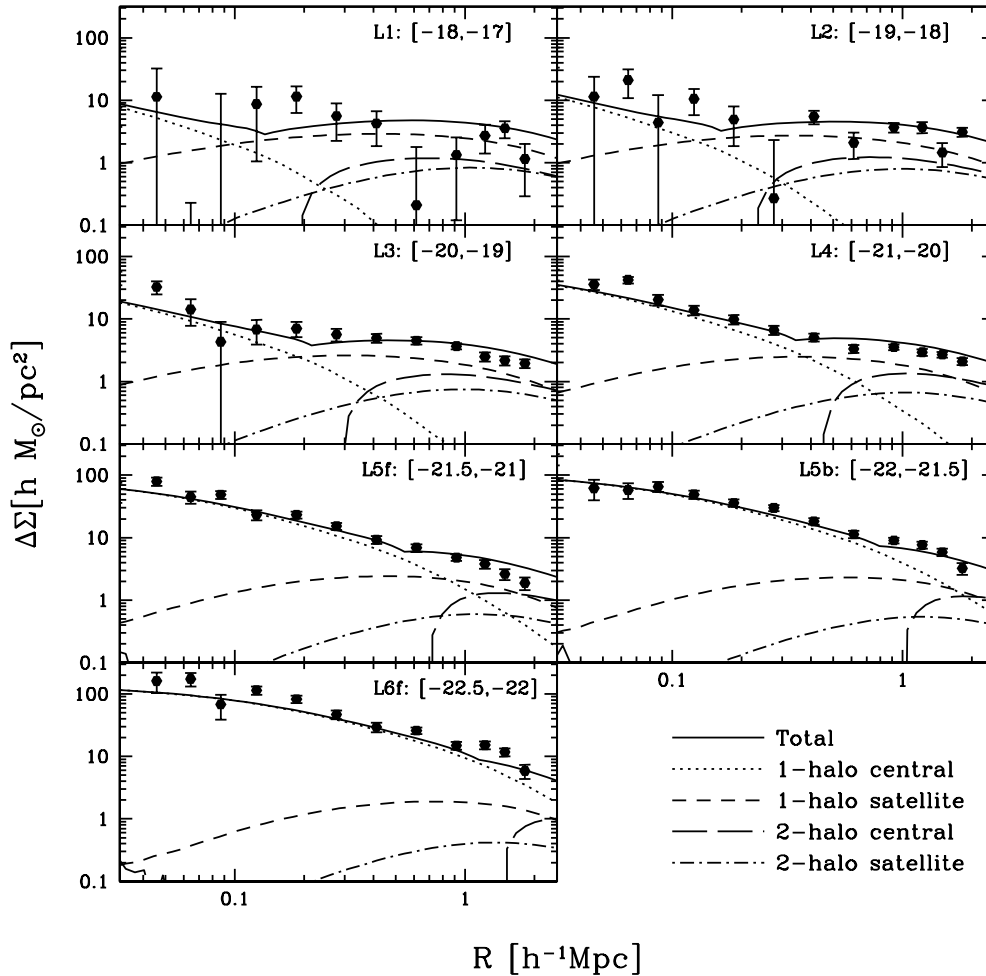 L1: [-18,-17]
L2: [-19,-18]
100
10
1
0.1
L3: [-20,-19]
L4: [-21,-20]
100
10
1
0.1
L5f: [-21.5,-21]
L5b: [-22,-21.5]
100
10
1
0.1
0.1
1
L6f: [-22.5,-22]
100
10
1
0.1
0.1
1
Total
1-halo central
1-halo satellite
2-halo central
2-halo satellite
ΔΣ[h M⊙/pc²]
R [h⁻¹Mpc]